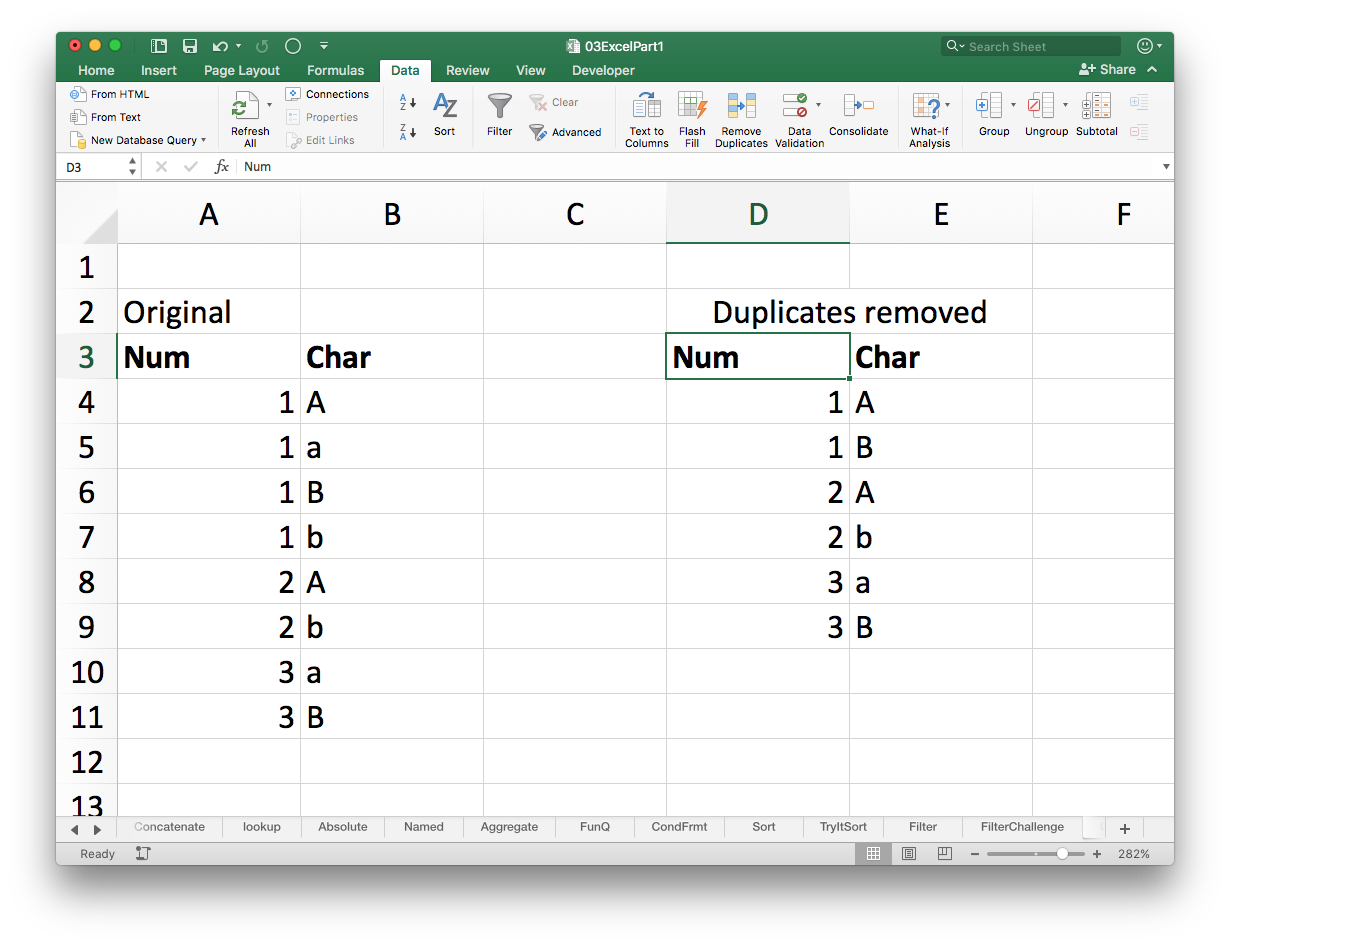 03ExcelPart1
Search Sheet
Home Insert Page Layout Formulas Data Review View Developer Share
From HTML
From Text
New Database Query
Refresh All
Connections
Properties
Edit Links
A Z
Z A
AZ
Sort
Filter
Clear
Advanced
Text to Columns
Flash Fill
Remove Duplicates
Data Validation
Consolidate
What-If Analysis
Group
Ungroup
Subtotal
D3 fx Num
A B C D E F
1
2 Original Duplicates removed
3 Num Char Num Char
4 1 A 1 A
5 1 a 1 B
6 1 B 2 A
7 1 b 2 b
8 2 A 3 a
9 2 b 3 B
10 3 a
11 3 B
12
13
Concatenate lookup Absolute Named Aggregate FunQ CondFrmt Sort TryItSort Filter FilterChallenge +
Ready − + 282%